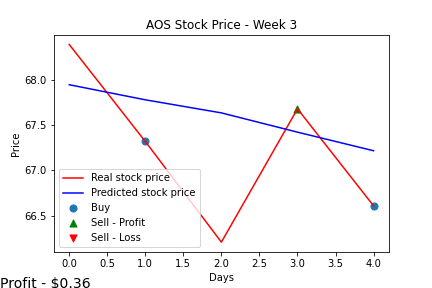 AOS Stock Price - Week 3
Price
68.0
67.5
67.0
66.5
Real stock price
Predicted stock price
Buy
Sell - Profit
Sell - Loss
0.0 0.5 1.0 1.5 2.0 2.5 3.0 3.5 4.0
Days
Profit - $0.36